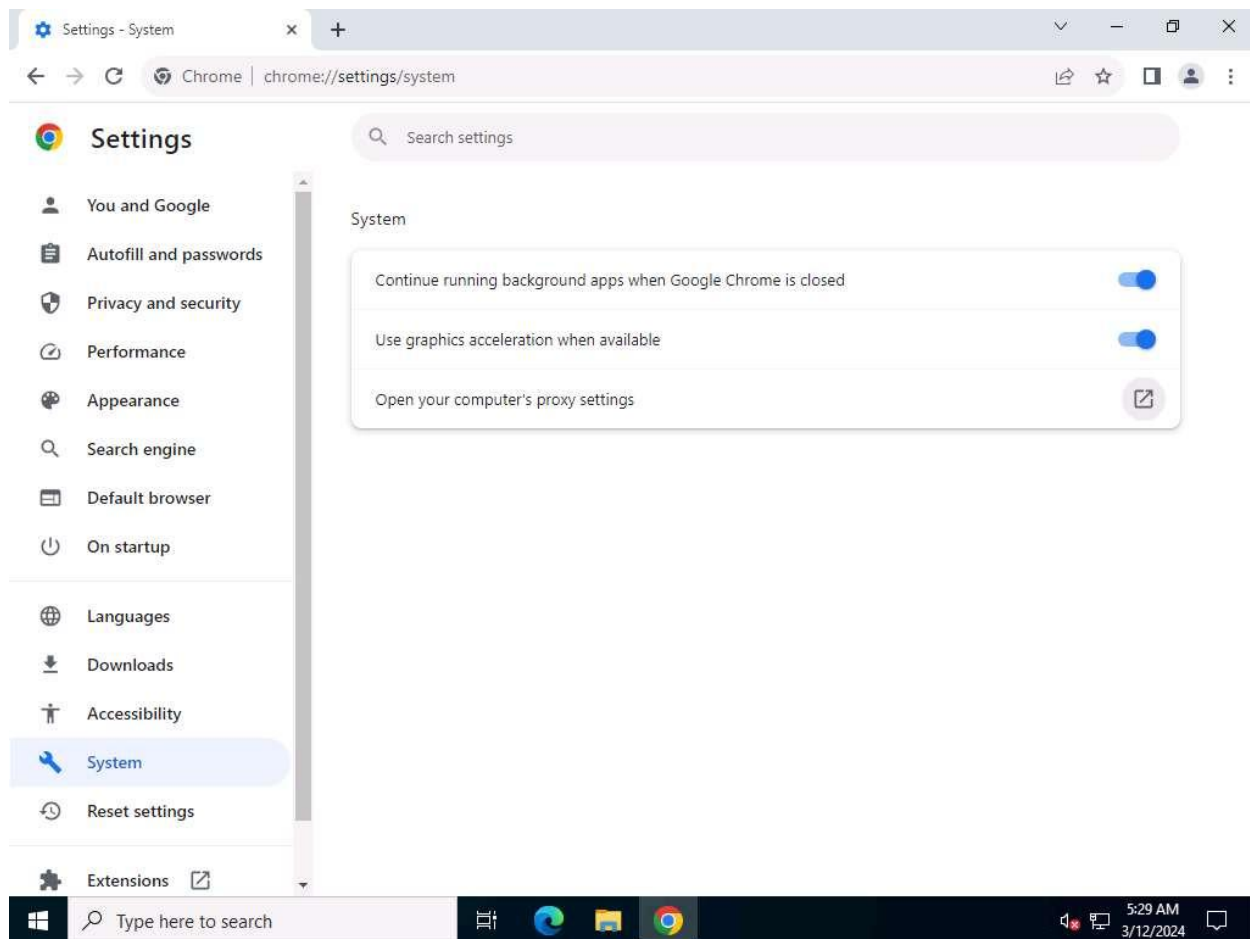 Settings - System
Chrome | chrome://settings/system
Settings
Search settings
You and Google
Autofill and passwords
Privacy and security
Performance
Appearance
Search engine
Default browser
On startup
Languages
Downloads
Accessibility
System
Reset settings
Extensions
System
Continue running background apps when Google Chrome is closed
Use graphics acceleration when available
Open your computer's proxy settings
Type here to search
5:29 AM
3/12/2024